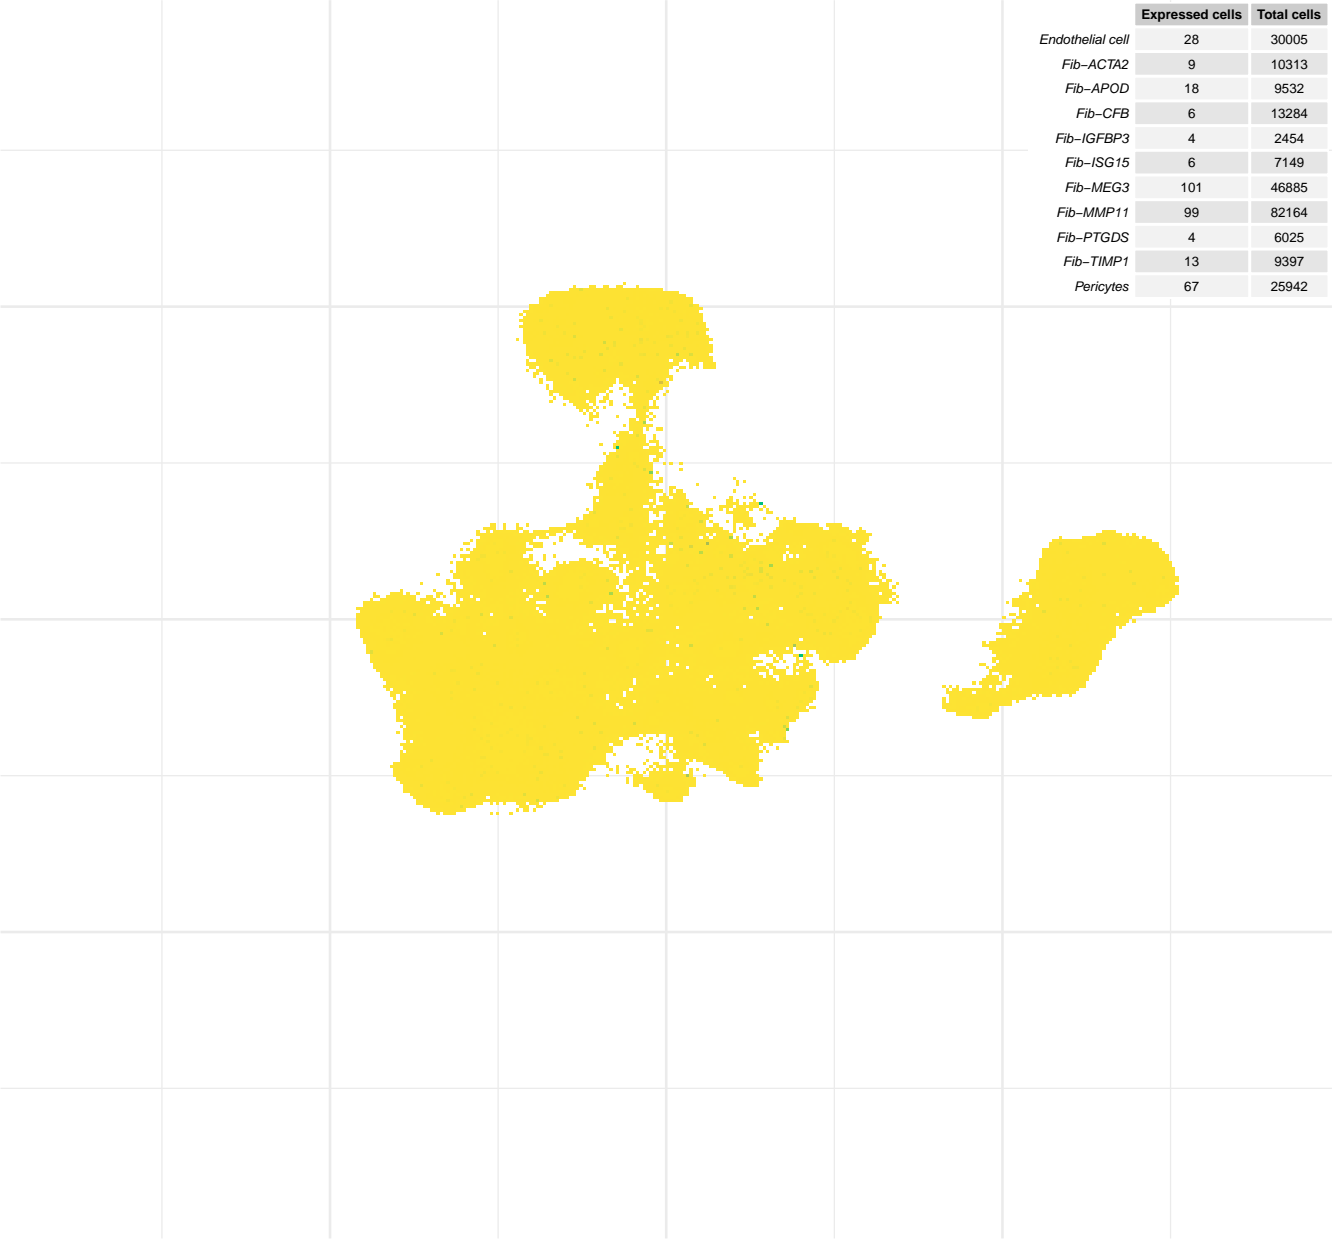 Expressed cells Total cells
Endothelial cell 28 30005
Fib−ACTA2 9 10313
Fib−APOD 18 9532
Fib−CFB 6 13284
Fib−IGFBP3 4 2454
Fib−ISG15 6 7149
Fib−MEG3 101 46885
Fib−MMP11 99 82164
Fib−PTGDS 4 6025
Fib−TIMP1 13 9397
Pericytes 67 25942